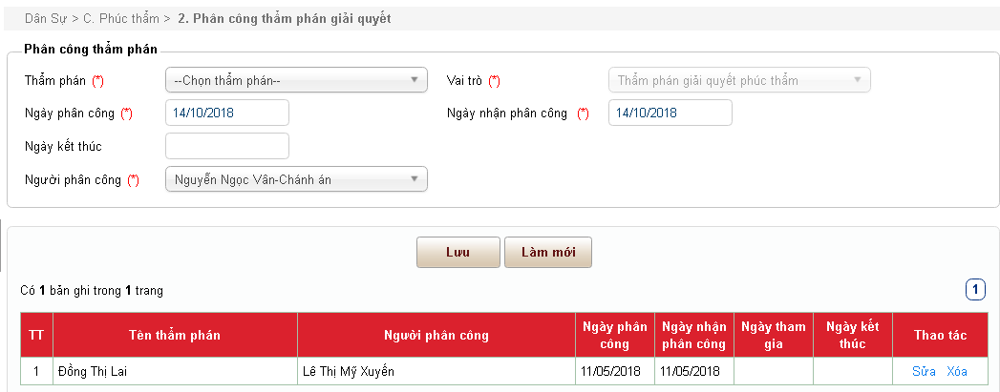 Dân Sự > C. Phúc thẩm > 2. Phân công thẩm phán giải quyết
Phân công thẩm phán
Thẩm phán (*) --Chọn thẩm phán-- Vai trò (*) Thẩm phán giải quyết phúc thẩm
Ngày phân công (*) 14/10/2018 Ngày nhận phân công (*) 14/10/2018
Ngày kết thúc
Người phân công (*) Nguyễn Ngọc Vân-Chánh án
Lưu Làm mới
Có 1 bản ghi trong 1 trang 1
TT Tên thẩm phán Người phân công Ngày phân công Ngày nhận phân công Ngày tham gia Ngày kết thúc Thao tác
1 Đồng Thị Lai Lê Thị Mỹ Xuyến 11/05/2018 11/05/2018 Sửa Xóa